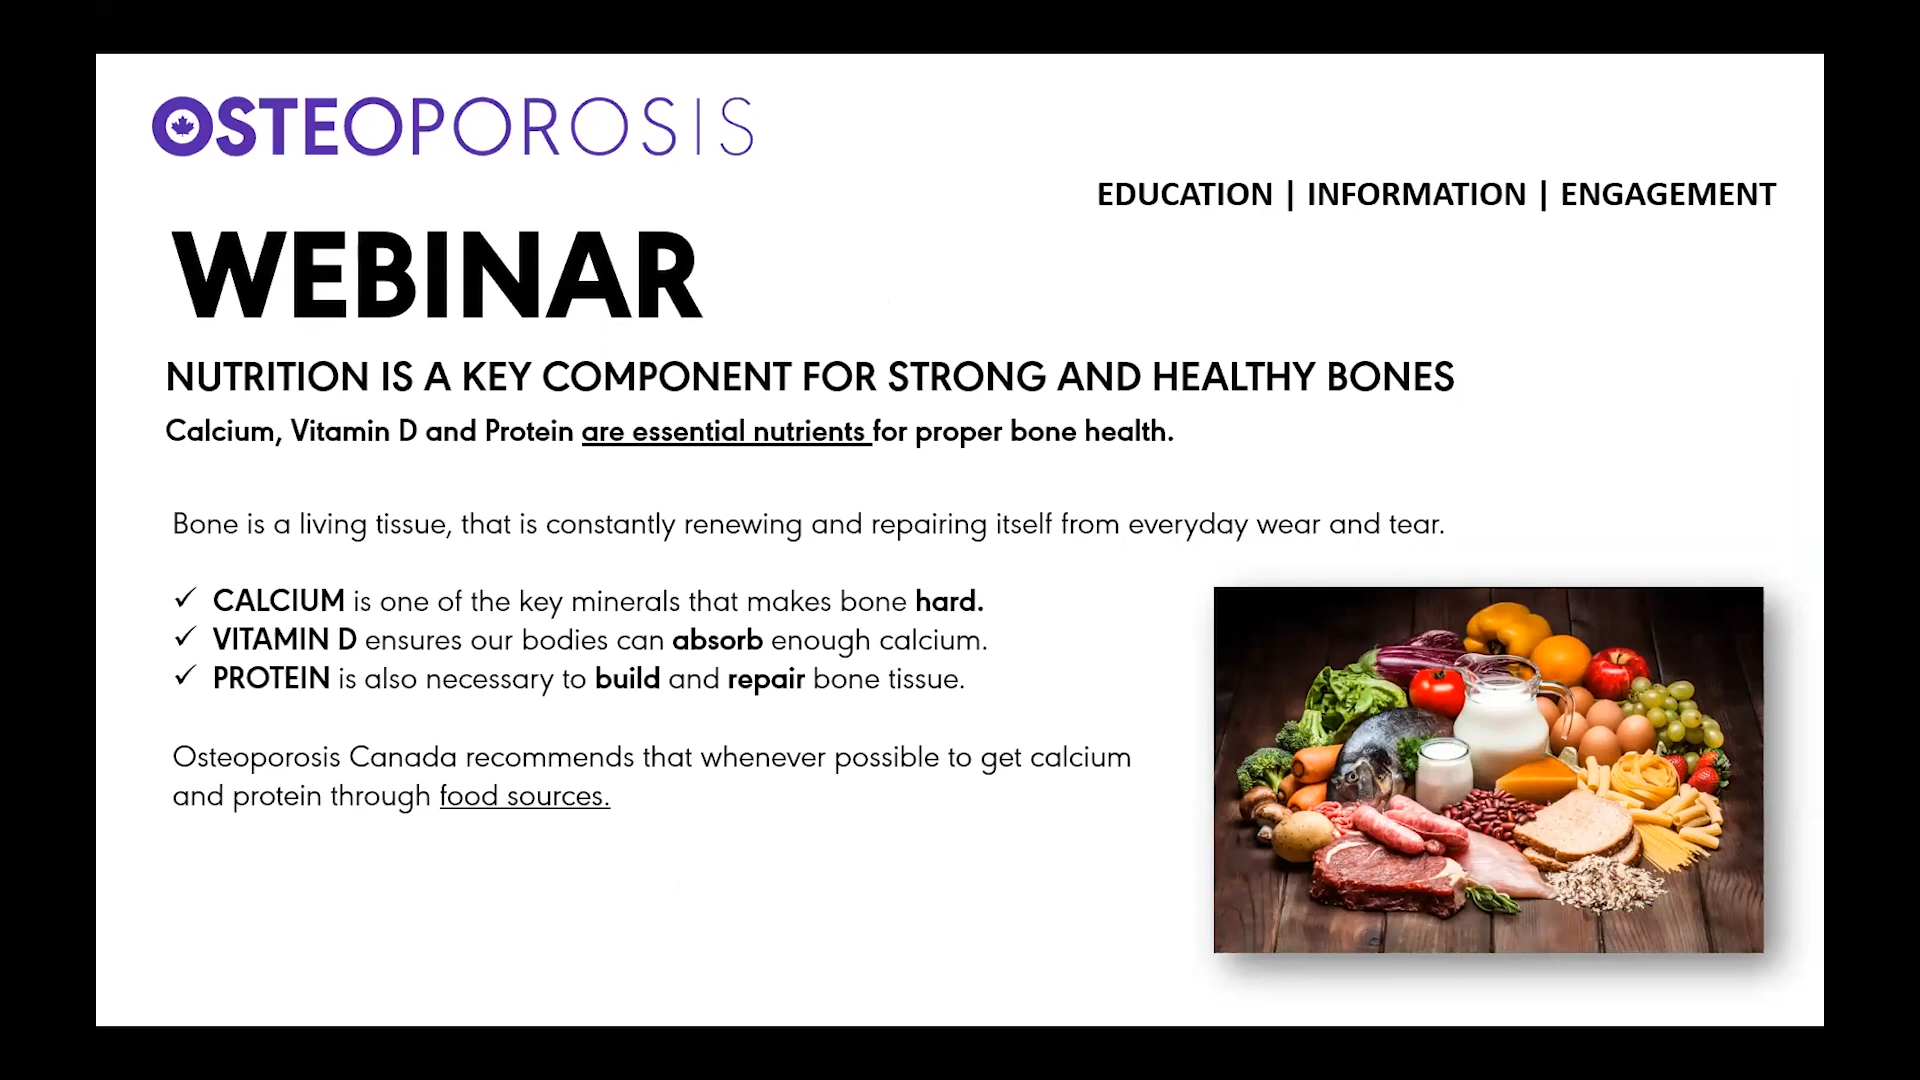 OSTEOPOROSIS
EDUCATION | INFORMATION | ENGAGEMENT
WEBINAR
NUTRITION IS A KEY COMPONENT FOR STRONG AND HEALTHY BONES
Calcium, Vitamin D and Protein are essential nutrients for proper bone health.
Bone is a living tissue, that is constantly renewing and repairing itself from everyday wear and tear.
✓ CALCIUM is one of the key minerals that makes bone hard.
✓ VITAMIN D ensures our bodies can absorb enough calcium.
✓ PROTEIN is also necessary to build and repair bone tissue.
Osteoporosis Canada recommends that whenever possible to get calcium
and protein through food sources.